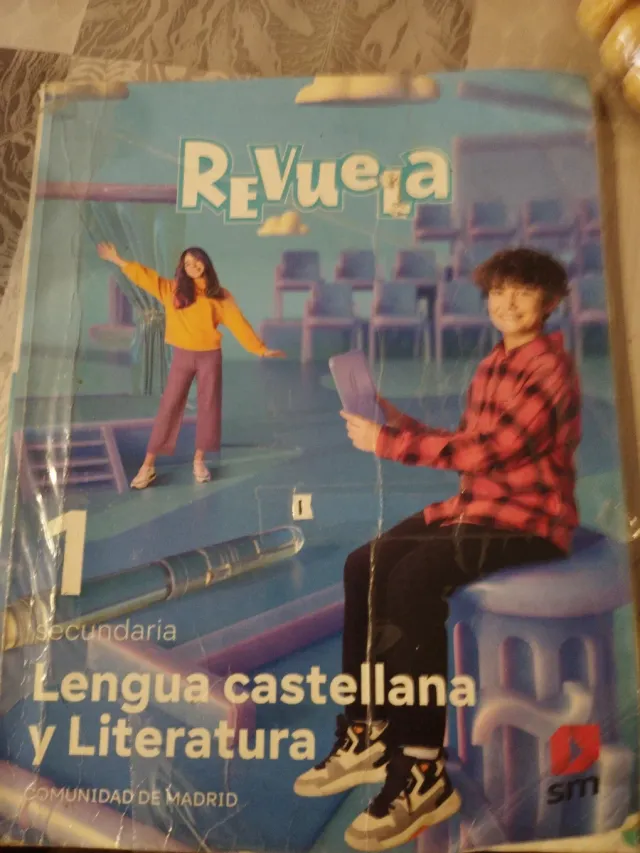 REVUELA
1
secundaria
Lengua castellana
y Literatura
COMUNIDAD DE MADRID
sm